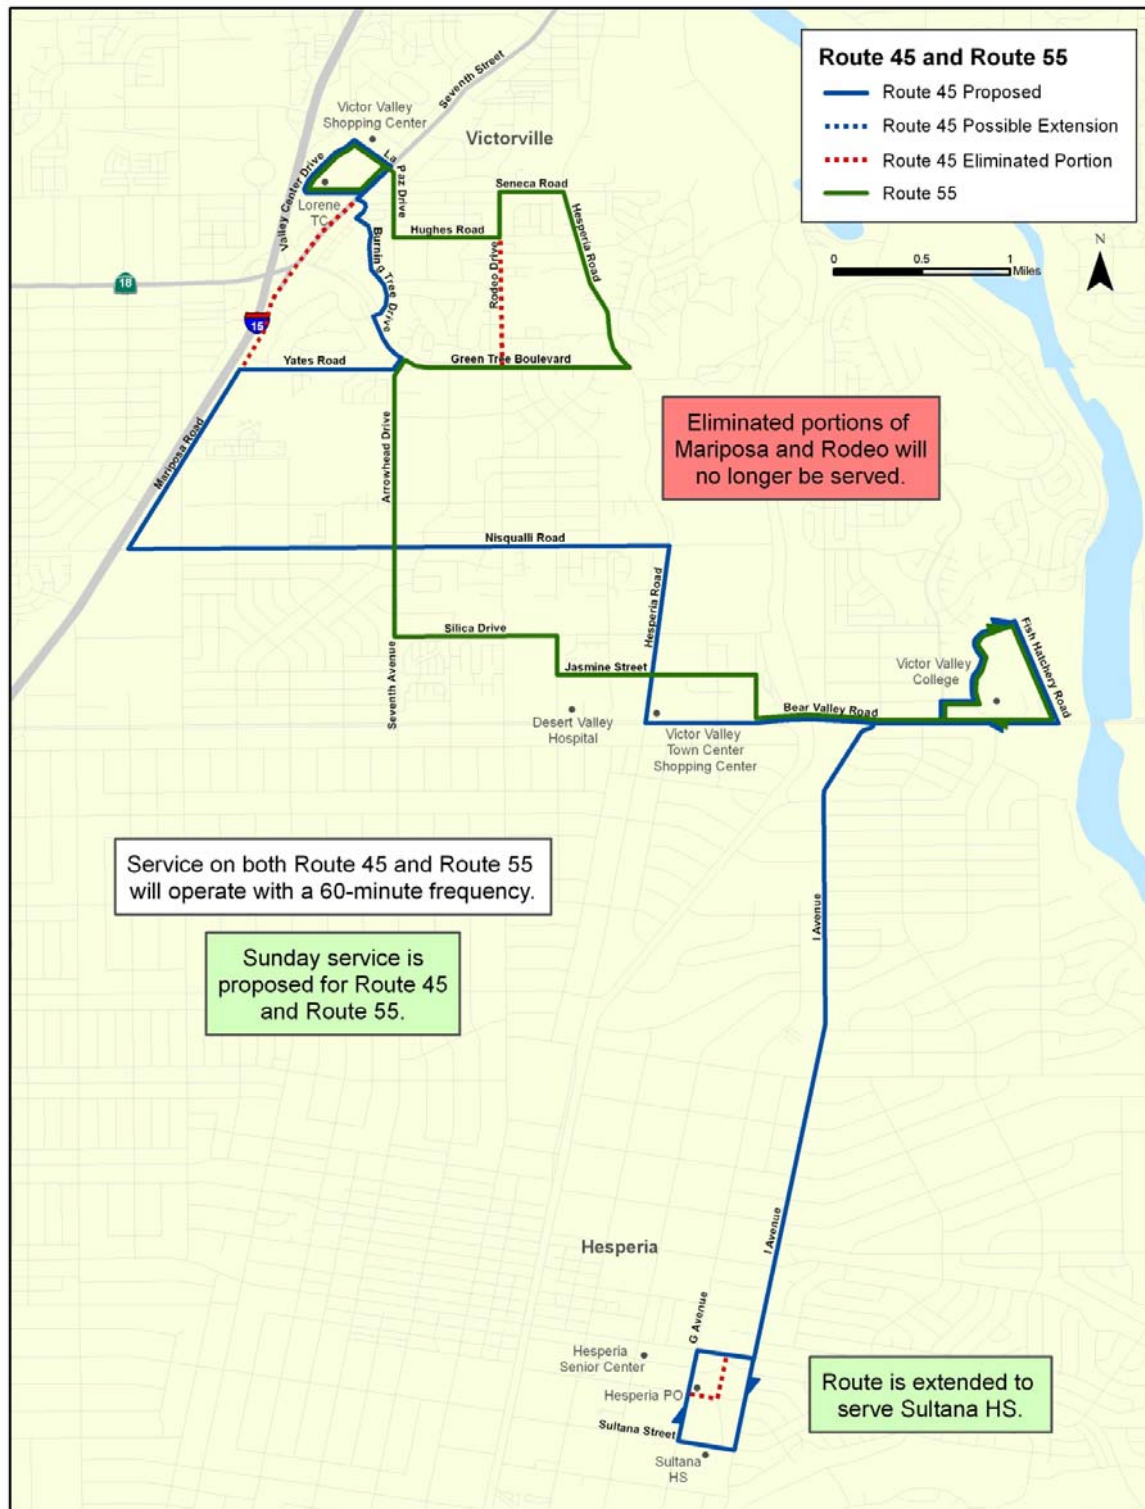 Route 45 and Route 55
Route 45 Proposed
Route 45 Possible Extension
Route 45 Eliminated Portion
Route 55
N
0 0.5 1
Miles
Seventh Street
Victor Valley
Shopping Center
Victorville
La Paz Drive
Valley Center Drive
Lorene
TC
Seneca Road
Hughes Road
Hesperia Road
Rodeo Drive
Burning Tree Drive
18
15
Yates Road
Green Tree Boulevard
Mariposa Road
Arrowhead Drive
Eliminated portions of
Mariposa and Rodeo will
no longer be served.
Nisqualli Road
Hesperia Road
Silica Drive
Seventh Avenue
Jasmine Street
Fish Hatchery Road
Victor Valley
College
Bear Valley Road
Desert Valley
Hospital
Victor Valley
Town Center
Shopping Center
Service on both Route 45 and Route 55
will operate with a 60-minute frequency.
I Avenue
Sunday service is
proposed for Route 45
and Route 55.
I Avenue
Hesperia
G Avenue
Hesperia
Senior Center
Hesperia PO
Route is extended to
serve Sultana HS.
Sultana Street
Sultana
HS